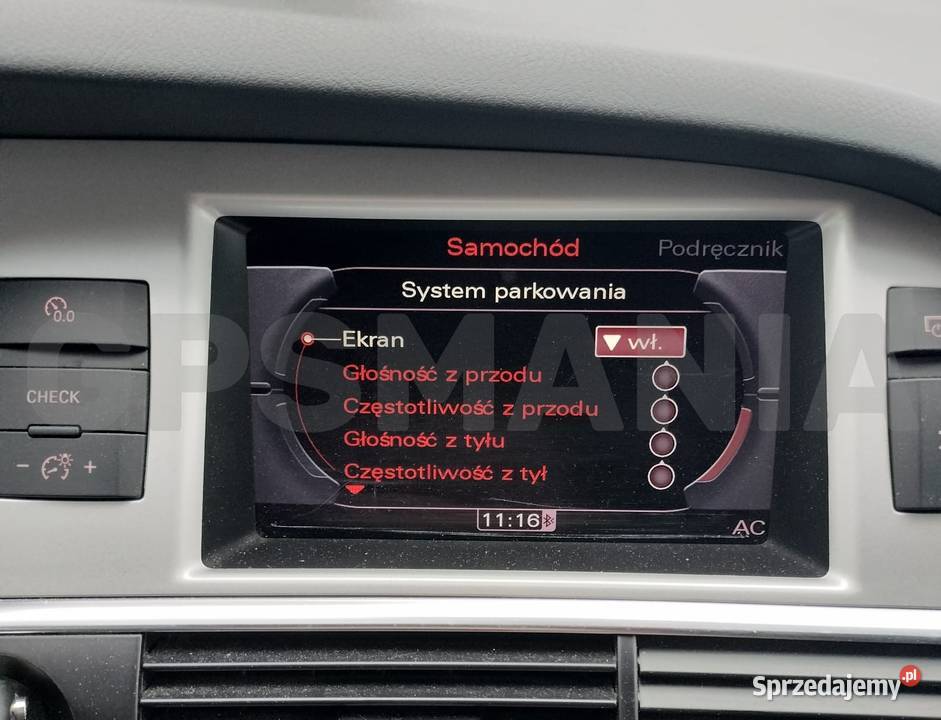 Samochód Podręcznik
System parkowania
Ekran wł.
Głośność z przodu
Częstotliwość z przodu
Głośność z tyłu
Częstotliwość z tył
11:16
AC
0.0
CHECK
- +
GPSMANIA
Sprzedajemy.pl